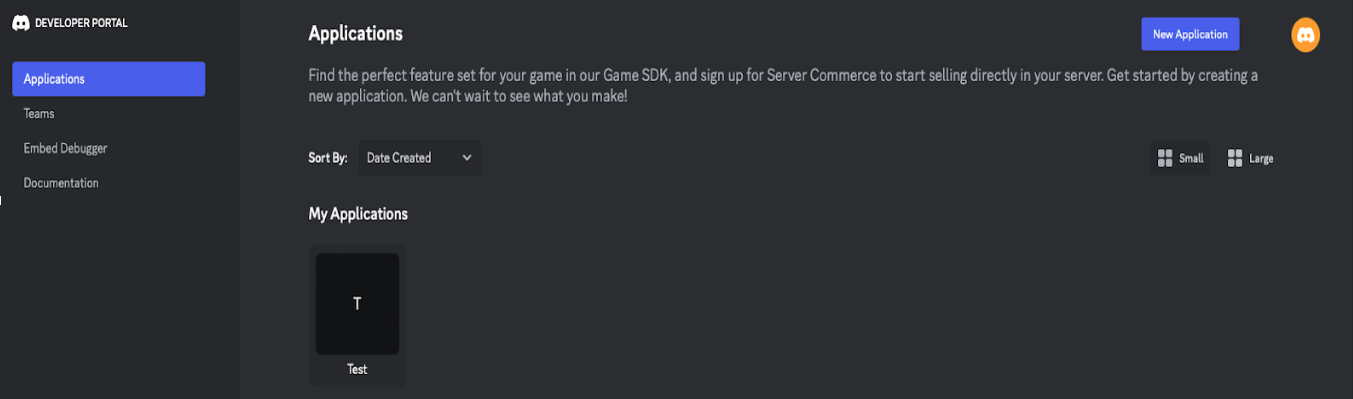 DEVELOPER PORTAL
Applications
Teams
Embed Debugger
Documentation
Applications
New Application
Find the perfect feature set for your game in our Game SDK, and sign up for Server Commerce to start selling directly in your server. Get started by creating a
new application. We can't wait to see what you make!
Sort By: Date Created
Small Large
My Applications
T
Test